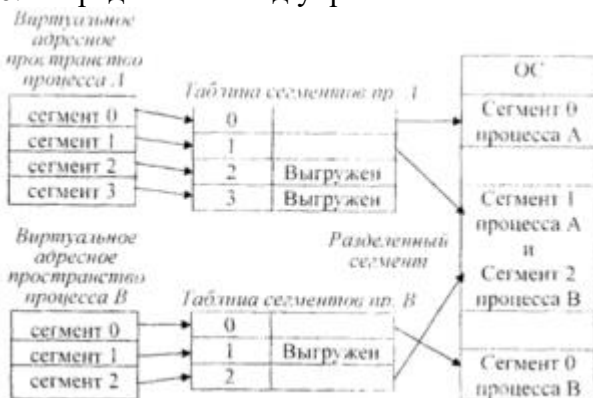 Виртуальное
адресное
пространство
процесса А
сегмент 0
сегмент 1
сегмент 2
сегмент 3
Таблица сегментов пр. А
0
1
2 Выгружен
3 Выгружен
ОС
Сегмент 0
процесса А
Сегмент 1
процесса А
и
Сегмент 2
процесса В
Сегмент 0
процесса В
Разделенный
сегмент
Виртуальное
адресное
пространство
процесса В
сегмент 0
сегмент 1
сегмент 2
Таблица сегментов пр. В
0
1 Выгружен
2